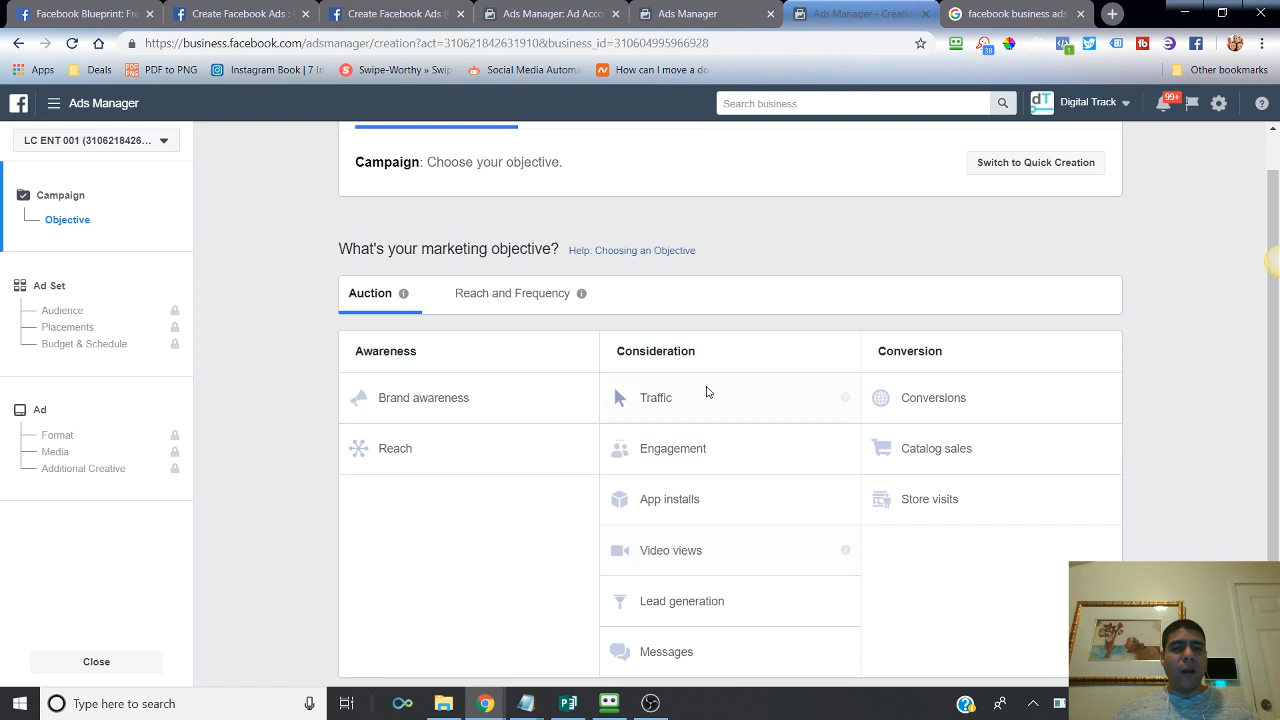 Facebook Blueprint Fre
Create Facebook Ads :
Create Facebook Ads (
Ads Manager: Ad Acco
Ads Manager
Ads Manager - Creatio
facebook business ads
https://business.facebook.com/adsmanager/creation?act=310621842631910&business_id=310604995966928
38
1
Apps
Deals
PDF to PNG
Instagram Book | 7 In
Swipe-Worthy » Swip
Social Media Automa
How can I move a do
Other bookmarks
Ads Manager
Search business
dT
Digital Track
99+
LC ENT 001 (3106218426...
Campaign: Choose your objective.
Switch to Quick Creation
Campaign
Objective
What's your marketing objective?
Help: Choosing an Objective
Ad Set
Audience
Placements
Budget & Schedule
Auction
Reach and Frequency
Awareness
Consideration
Conversion
Brand awareness
Traffic
Conversions
Ad
Format
Media
Additional Creative
Reach
Engagement
Catalog sales
App installs
Store visits
Video views
Lead generation
Messages
Close
Type here to search